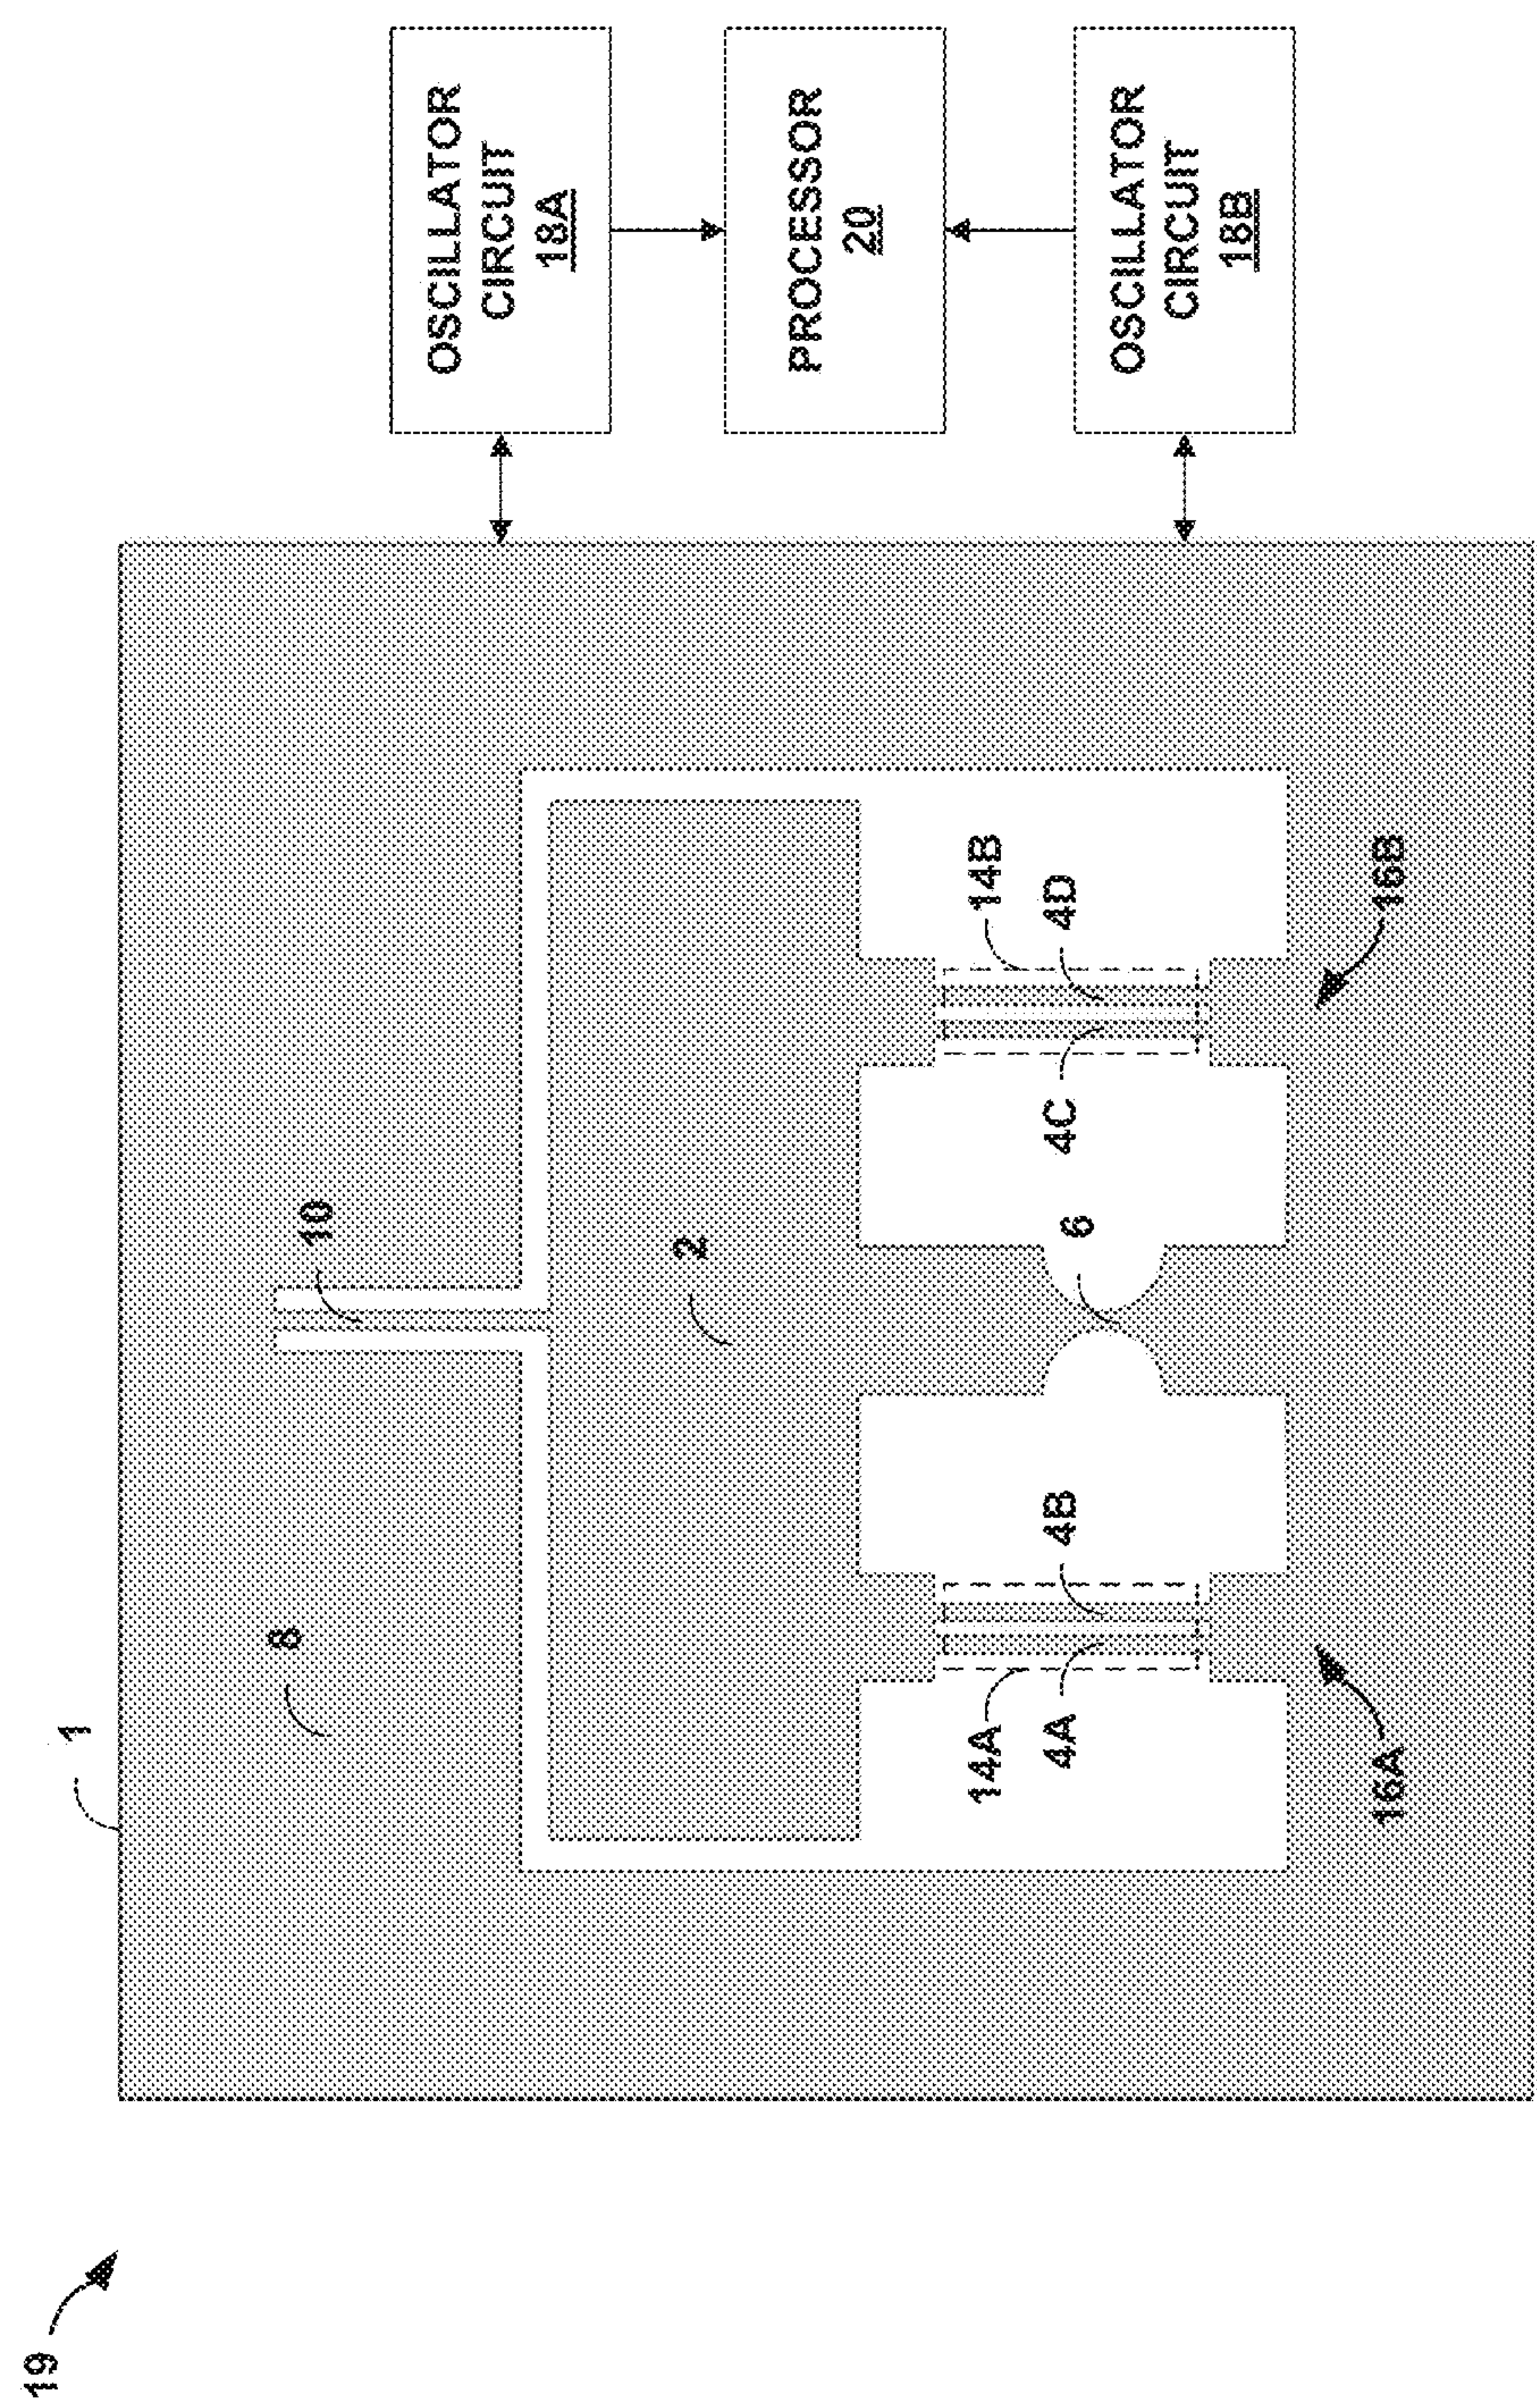 19
1
8
10
2
14A
4A
4B
6
4C
4D
14B
16A
16B
OSCILLATOR
CIRCUIT
18A
PROCESSOR
20
OSCILLATOR
CIRCUIT
18B